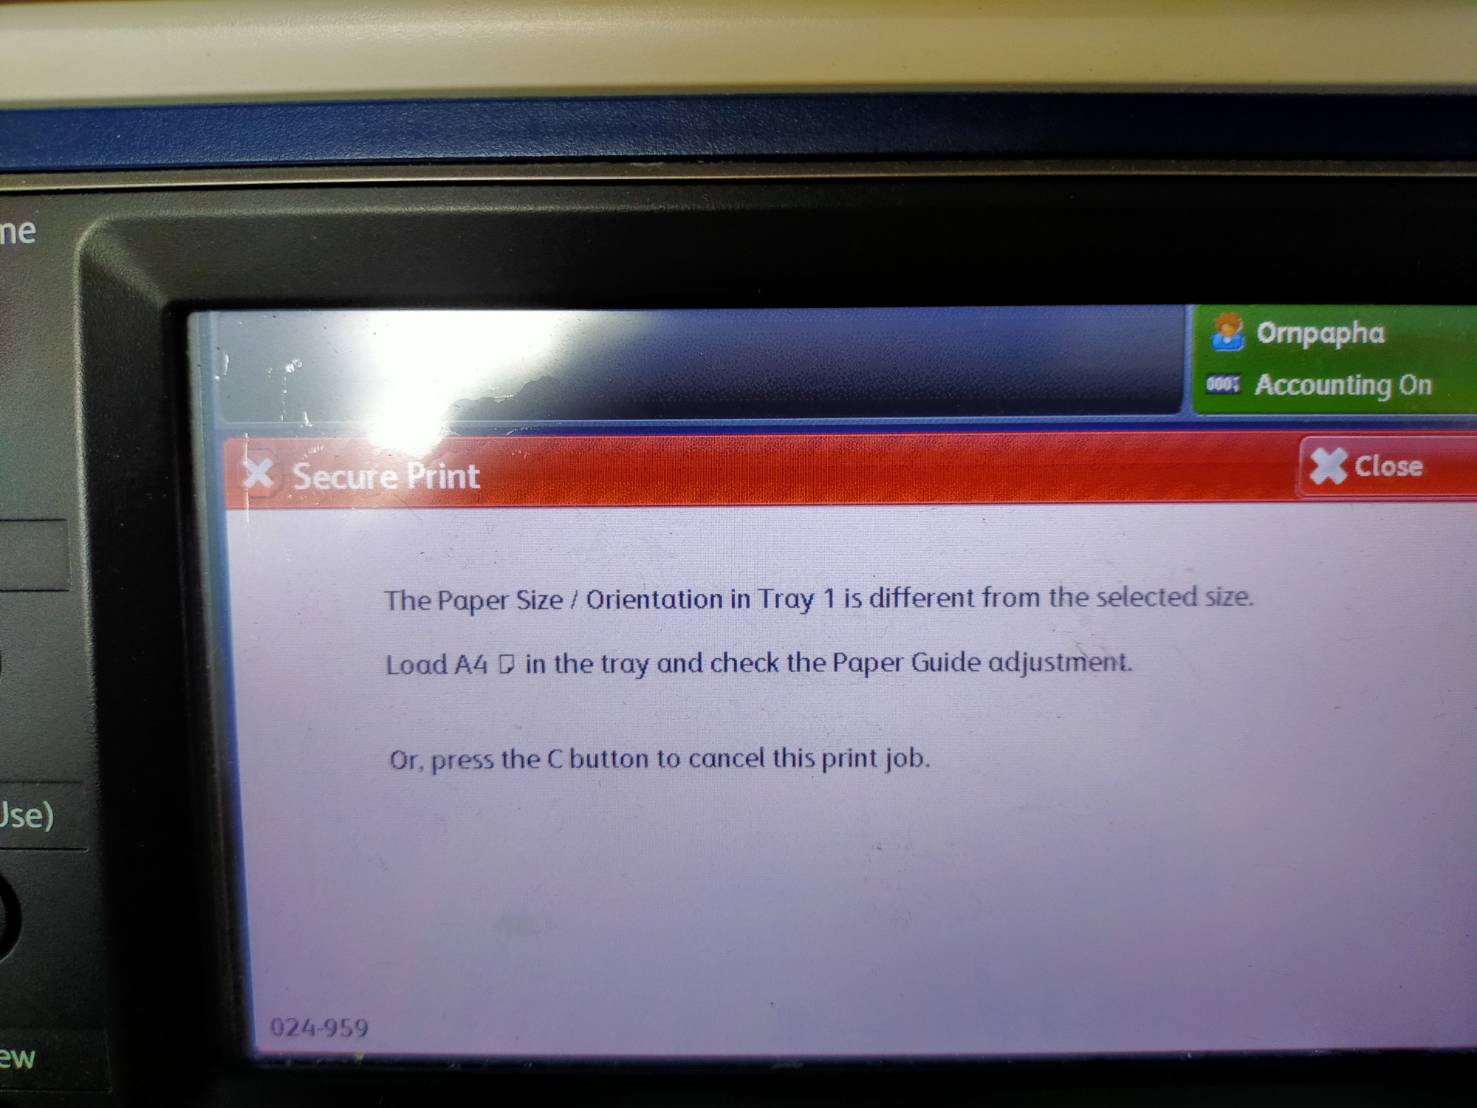 me
Ornpapha
Accounting On
Secure Print
Close
The Paper Size / Orientation in Tray 1 is different from the selected size.
Load A4 in the tray and check the Paper Guide adjustment.
Or, press the C button to cancel this print job.
Use)
024-959
ew